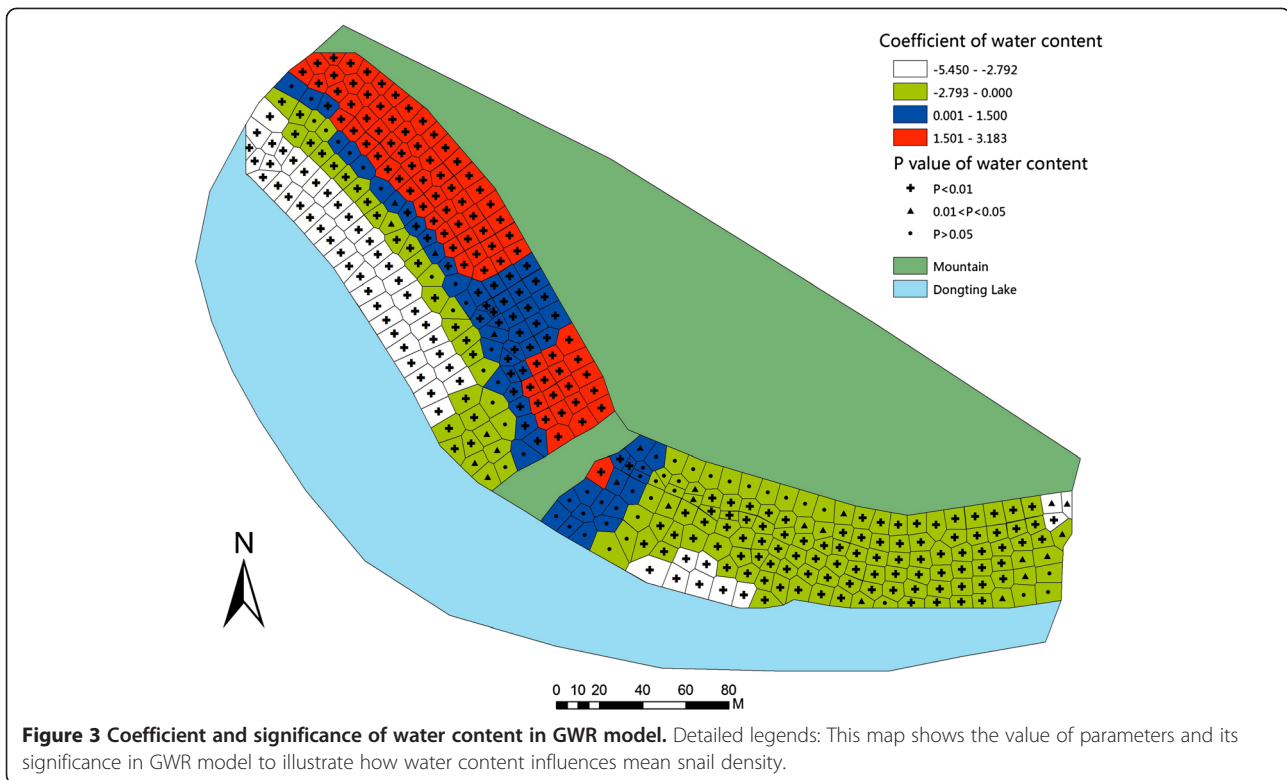 Coefficient of water content
-5.450 - -2.792
-2.793 - 0.000
0.001 - 1.500
1.501 - 3.183
P value of water content
P<0.01
0.01<P<0.05
P>0.05
Mountain
Dongting Lake
N
0 10 20 40 60 80
M
Figure 3 Coefficient and significance of water content in GWR model. Detailed legends: This map shows the value of parameters and its
significance in GWR model to illustrate how water content influences mean snail density.